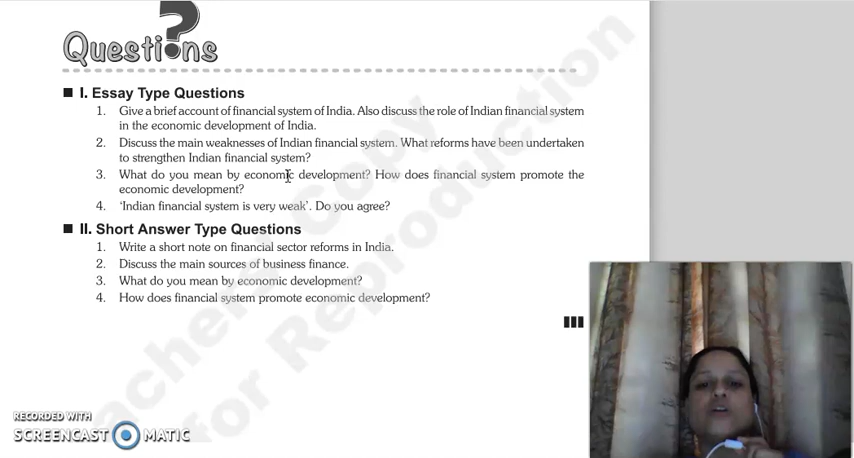 Questi?ns
I. Essay Type Questions
1. Give a brief account of financial system of India. Also discuss the role of Indian financial system
in the economic development of India.
2. Discuss the main weaknesses of Indian financial system. What reforms have been undertaken
to strengthen Indian financial system?
3. What do you mean by economic development? How does financial system promote the
economic development?
4. ‘Indian financial system is very weak’. Do you agree?
II. Short Answer Type Questions
1. Write a short note on financial sector reforms in India.
2. Discuss the main sources of business finance.
3. What do you mean by economic development?
4. How does financial system promote economic development?
achers' Copy
for Reproduction
RECORDED WITH
SCREENCAST MATIC